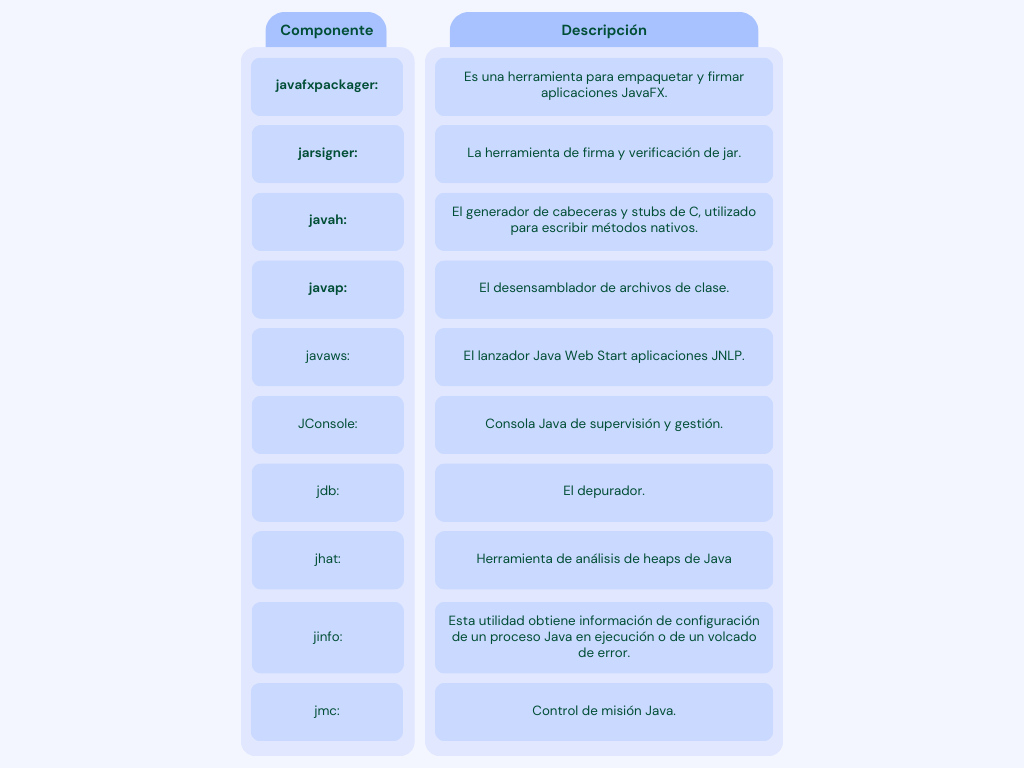 Componente
Descripción
javafxpackager:
Es una herramienta para empaquetar y firmar
aplicaciones JavaFX.
jarsigner:
La herramienta de firma y verificación de jar.
javah:
El generador de cabeceras y stubs de C, utilizado
para escribir métodos nativos.
javap:
El desensamblador de archivos de clase.
javaws:
El lanzador Java Web Start aplicaciones JNLP.
JConsole:
Consola Java de supervisión y gestión.
jdb:
El depurador.
jhat:
Herramienta de análisis de heaps de Java
jinfo:
Esta utilidad obtiene información de configuración
de un proceso Java en ejecución o de un volcado
de error.
jmc:
Control de misión Java.